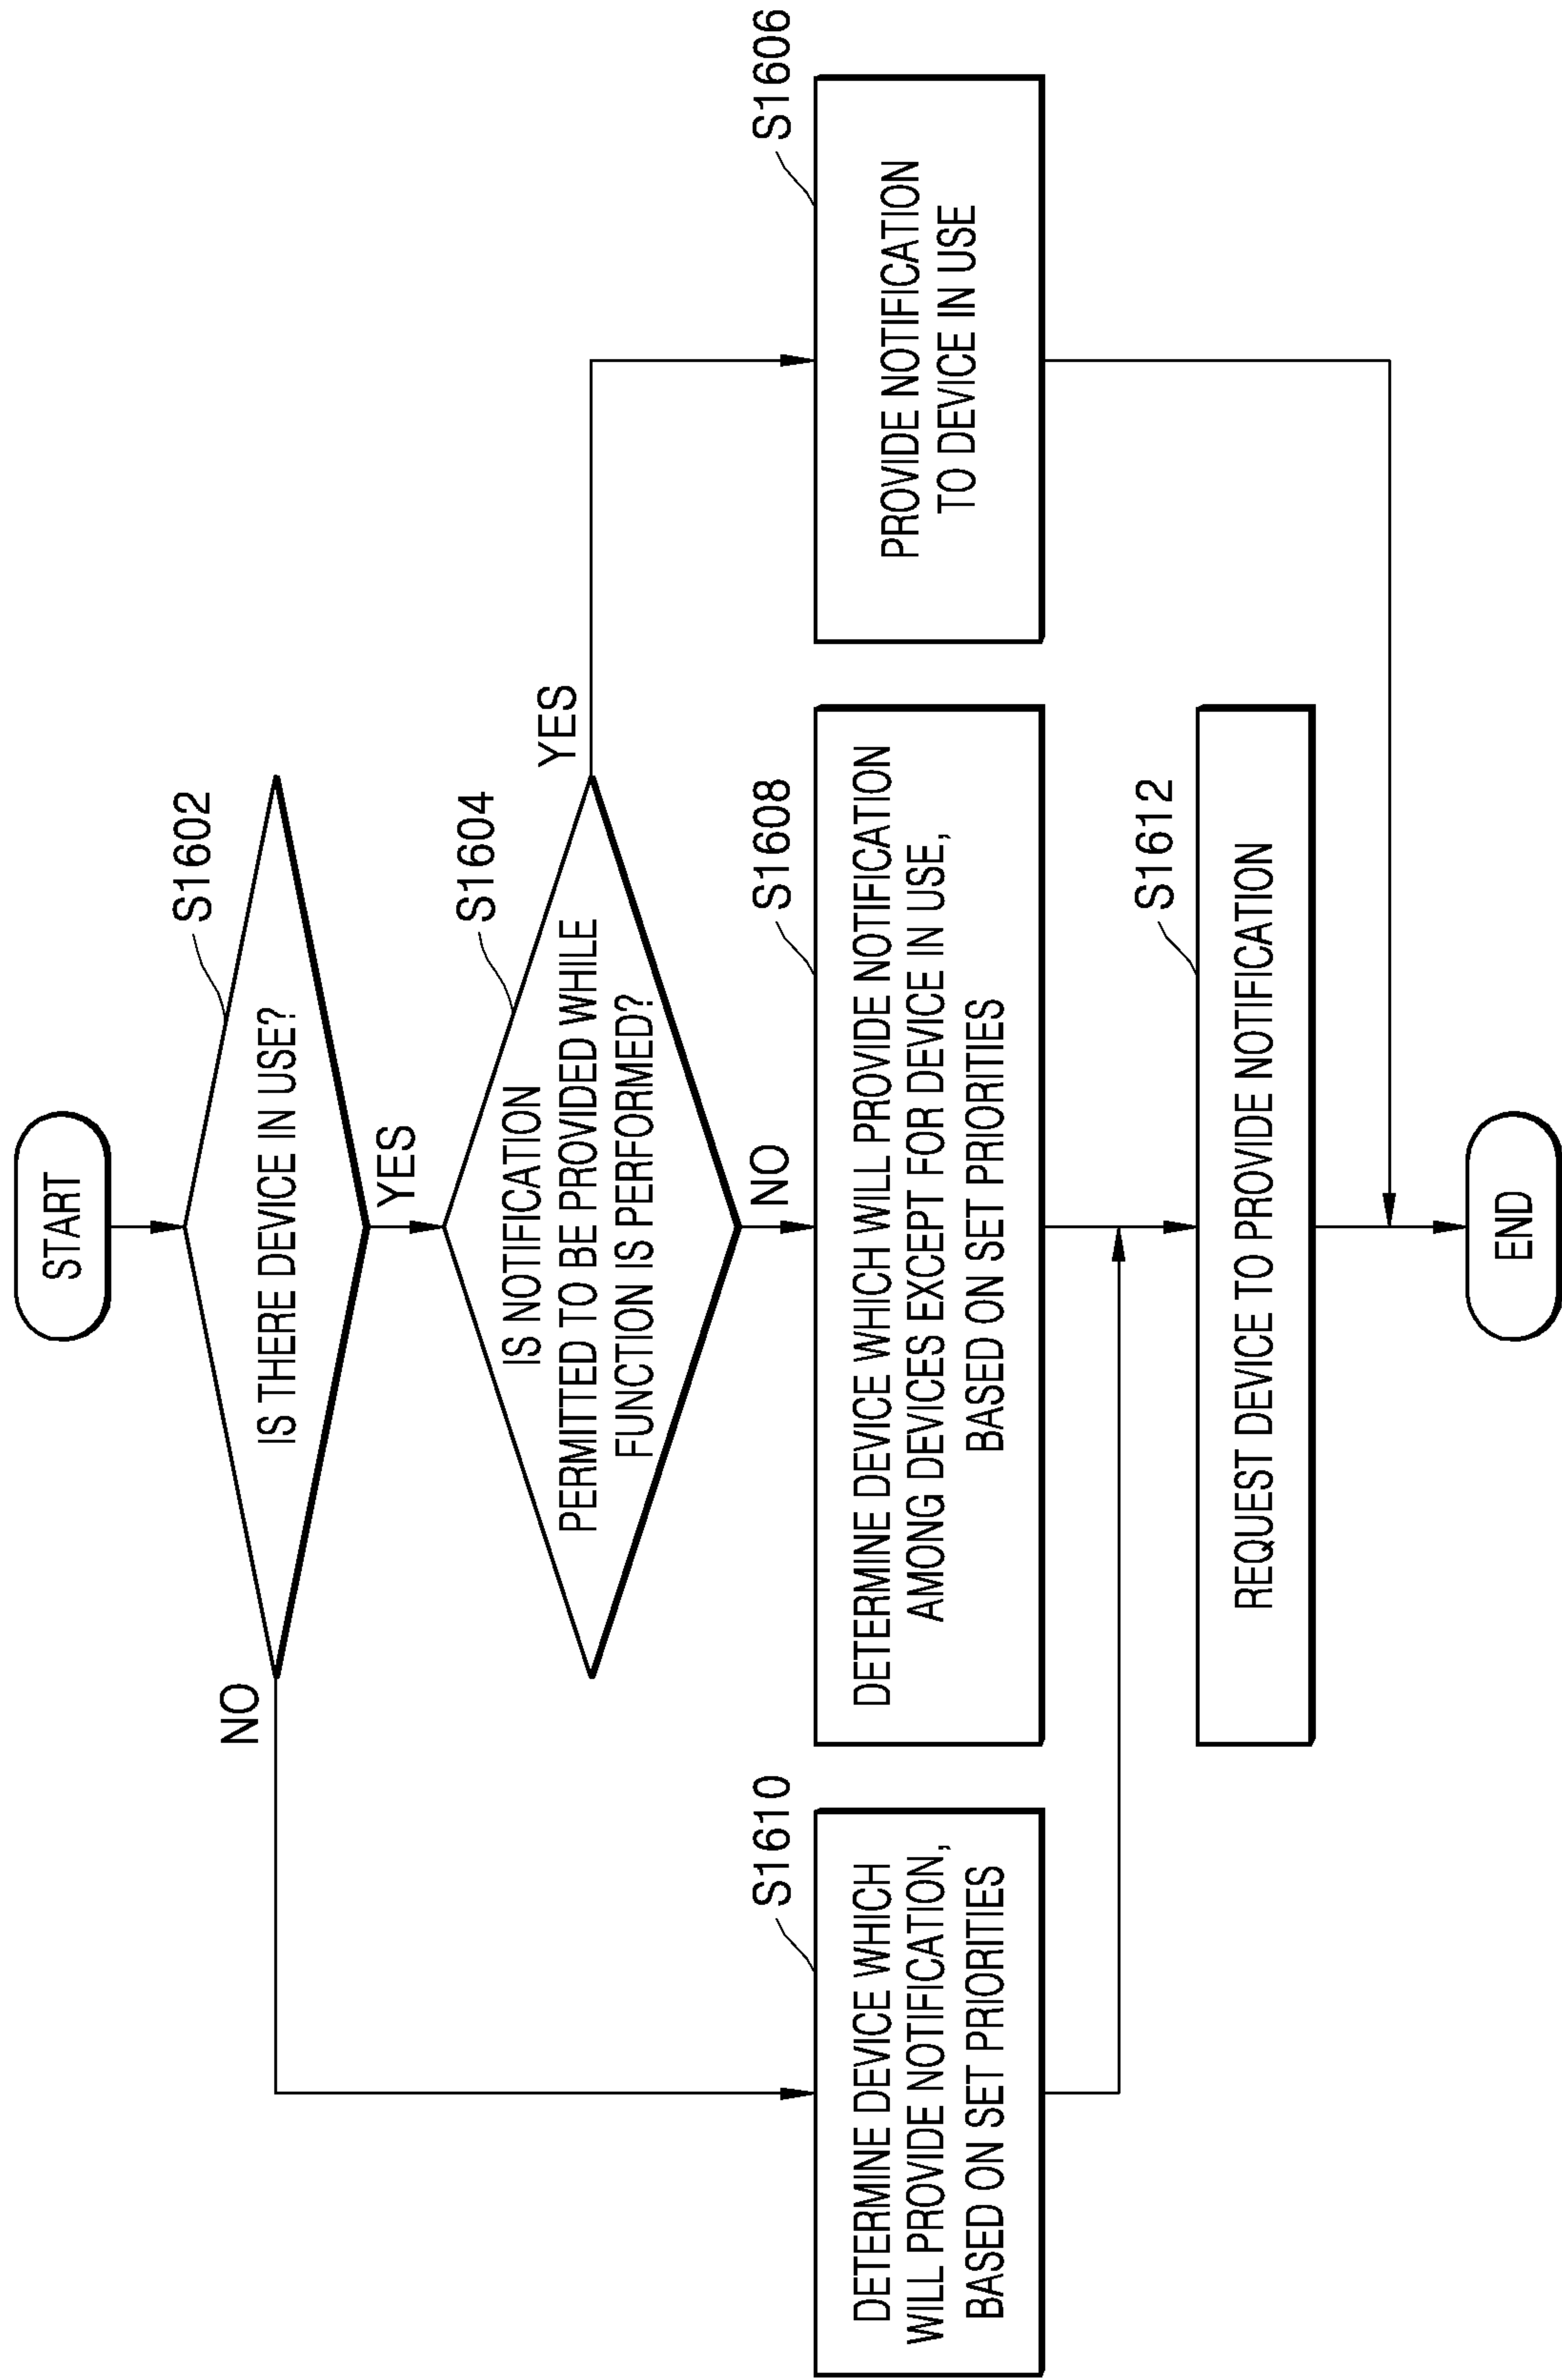 START
S1602
IS THERE DEVICE IN USE?
NO
YES
S1604
IS NOTIFICATION
PERMITTED TO BE PROVIDED WHILE
FUNCTION IS PERFORMED?
YES
NO
S1610
DETERMINE DEVICE WHICH
WILL PROVIDE NOTIFICATION,
BASED ON SET PRIORITIES
S1608
DETERMINE DEVICE WHICH WILL PROVIDE NOTIFICATION
AMONG DEVICES EXCEPT FOR DEVICE IN USE,
BASED ON SET PRIORITIES
S1606
PROVIDE NOTIFICATION
TO DEVICE IN USE
S1612
REQUEST DEVICE TO PROVIDE NOTIFICATION
END